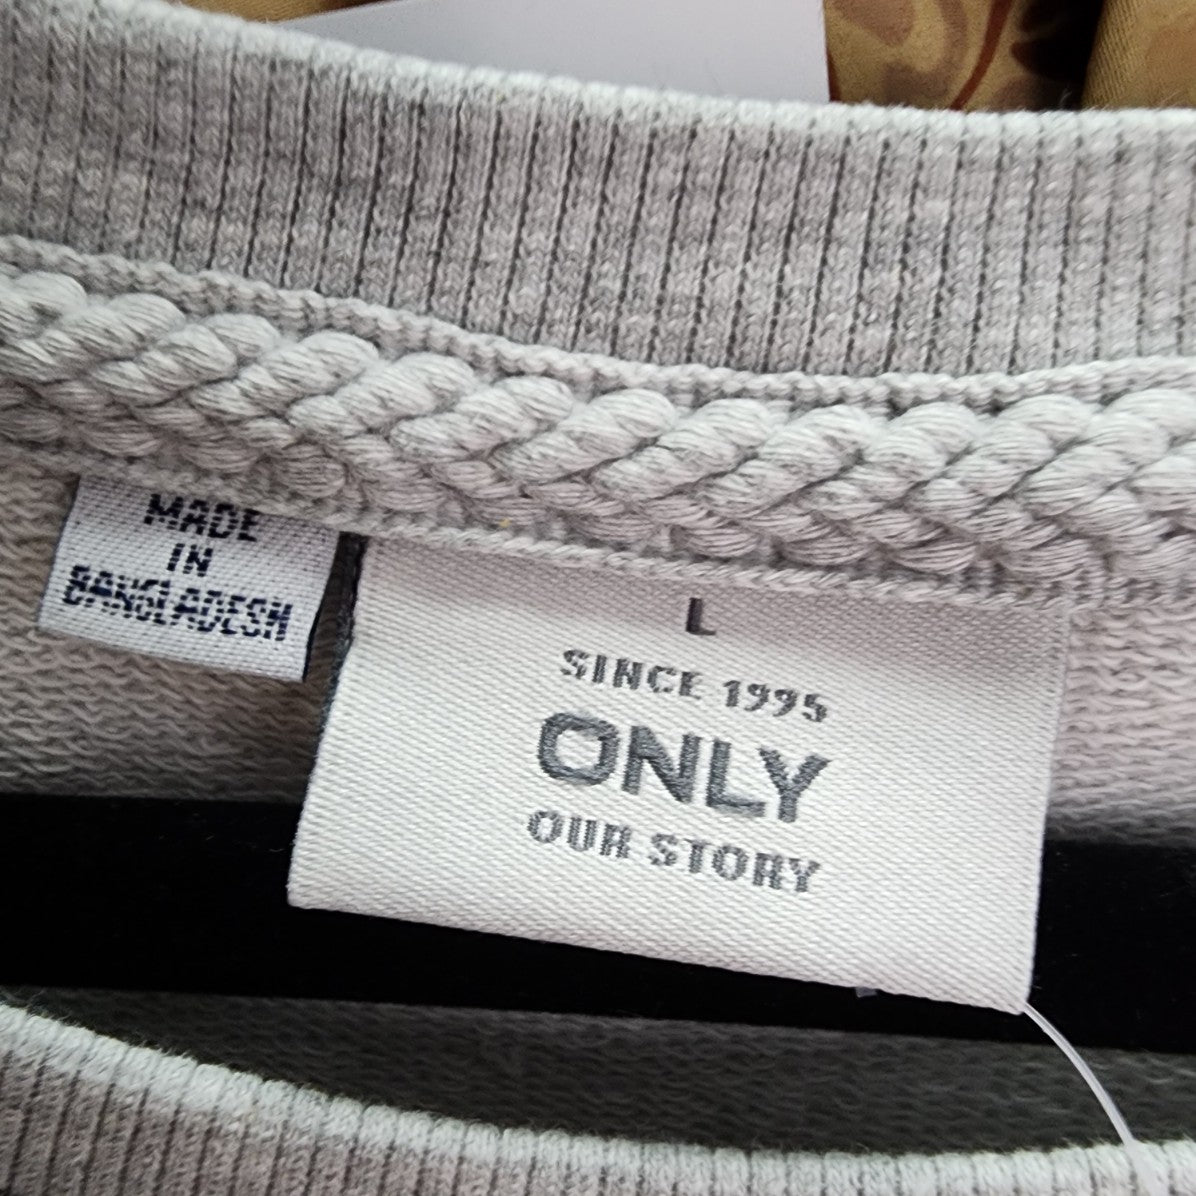 MADE
IN
BANGLADESH
L
SINCE 1995
ONLY
OUR STORY